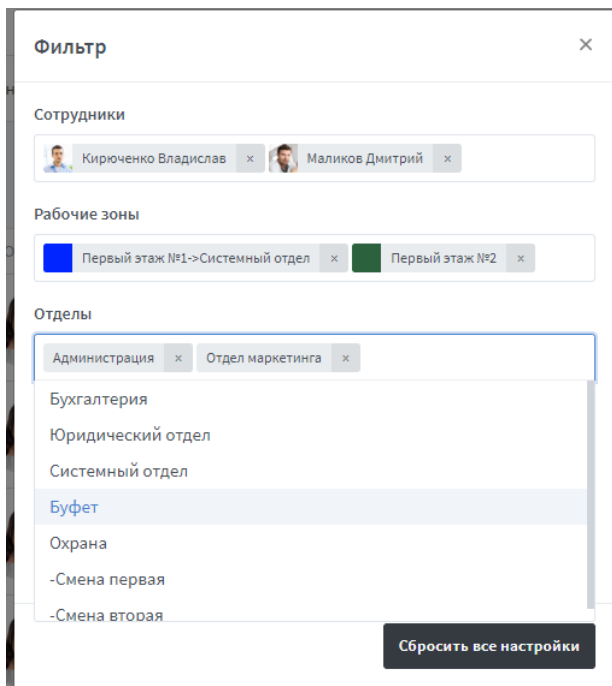 Фильтр ×
Сотрудники
Кирюченко Владислав × Маликов Дмитрий ×
Рабочие зоны
Первый этаж №1->Системный отдел × Первый этаж №2 ×
Отделы
Администрация × Отдел маркетинга ×
Бухгалтерия
Юридический отдел
Системный отдел
Буфет
Охрана
-Смена первая
-Смена вторая
Сбросить все настройки